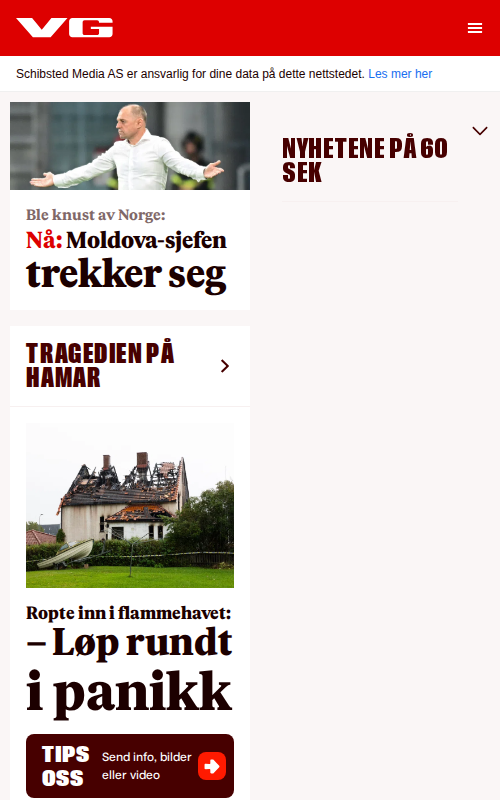 VG
Schibsted Media AS er ansvarlig for dine data på dette nettstedet. Les mer her
Ble knust av Norge:
Nå: Moldova-sjefen
trekker seg
TRAGEDIEN PÅ
HAMAR
Ropte inn i flammehavet:
– Løp rundt
i panikk
TIPS
OSS
Send info, bilder
eller video
NYHETENE PÅ 60
SEK